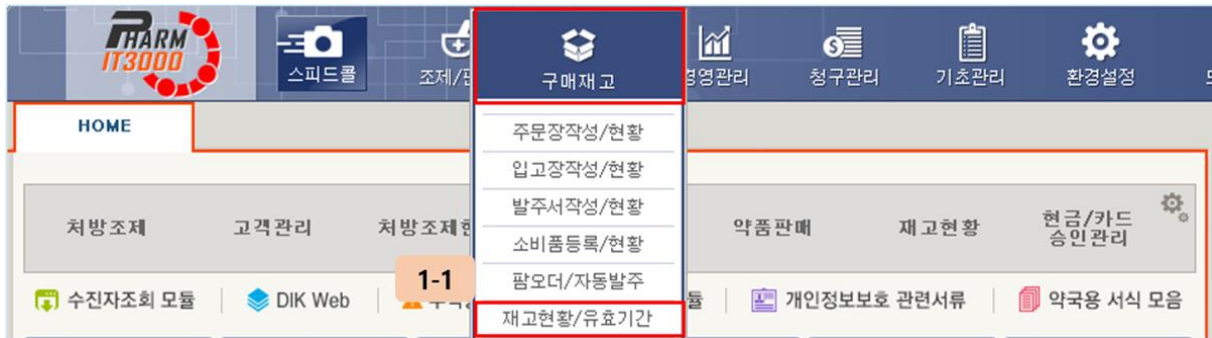 PHARM
IT3000
스피드콜
조제/판
구매재고
경영관리
청구관리
기초관리
환경설정
HOME
주문장작성/현황
입고장작성/현황
발주서작성/현황
소비품등록/현황
팜오더/자동발주
재고현황/유효기간
처방조제
고객관리
처방조제현
약품판매
재고현황
현금/카드
승인관리
1-1
수진자조회 모듈
DIK Web
개인정보보호 관련서류
약국용 서식 모음